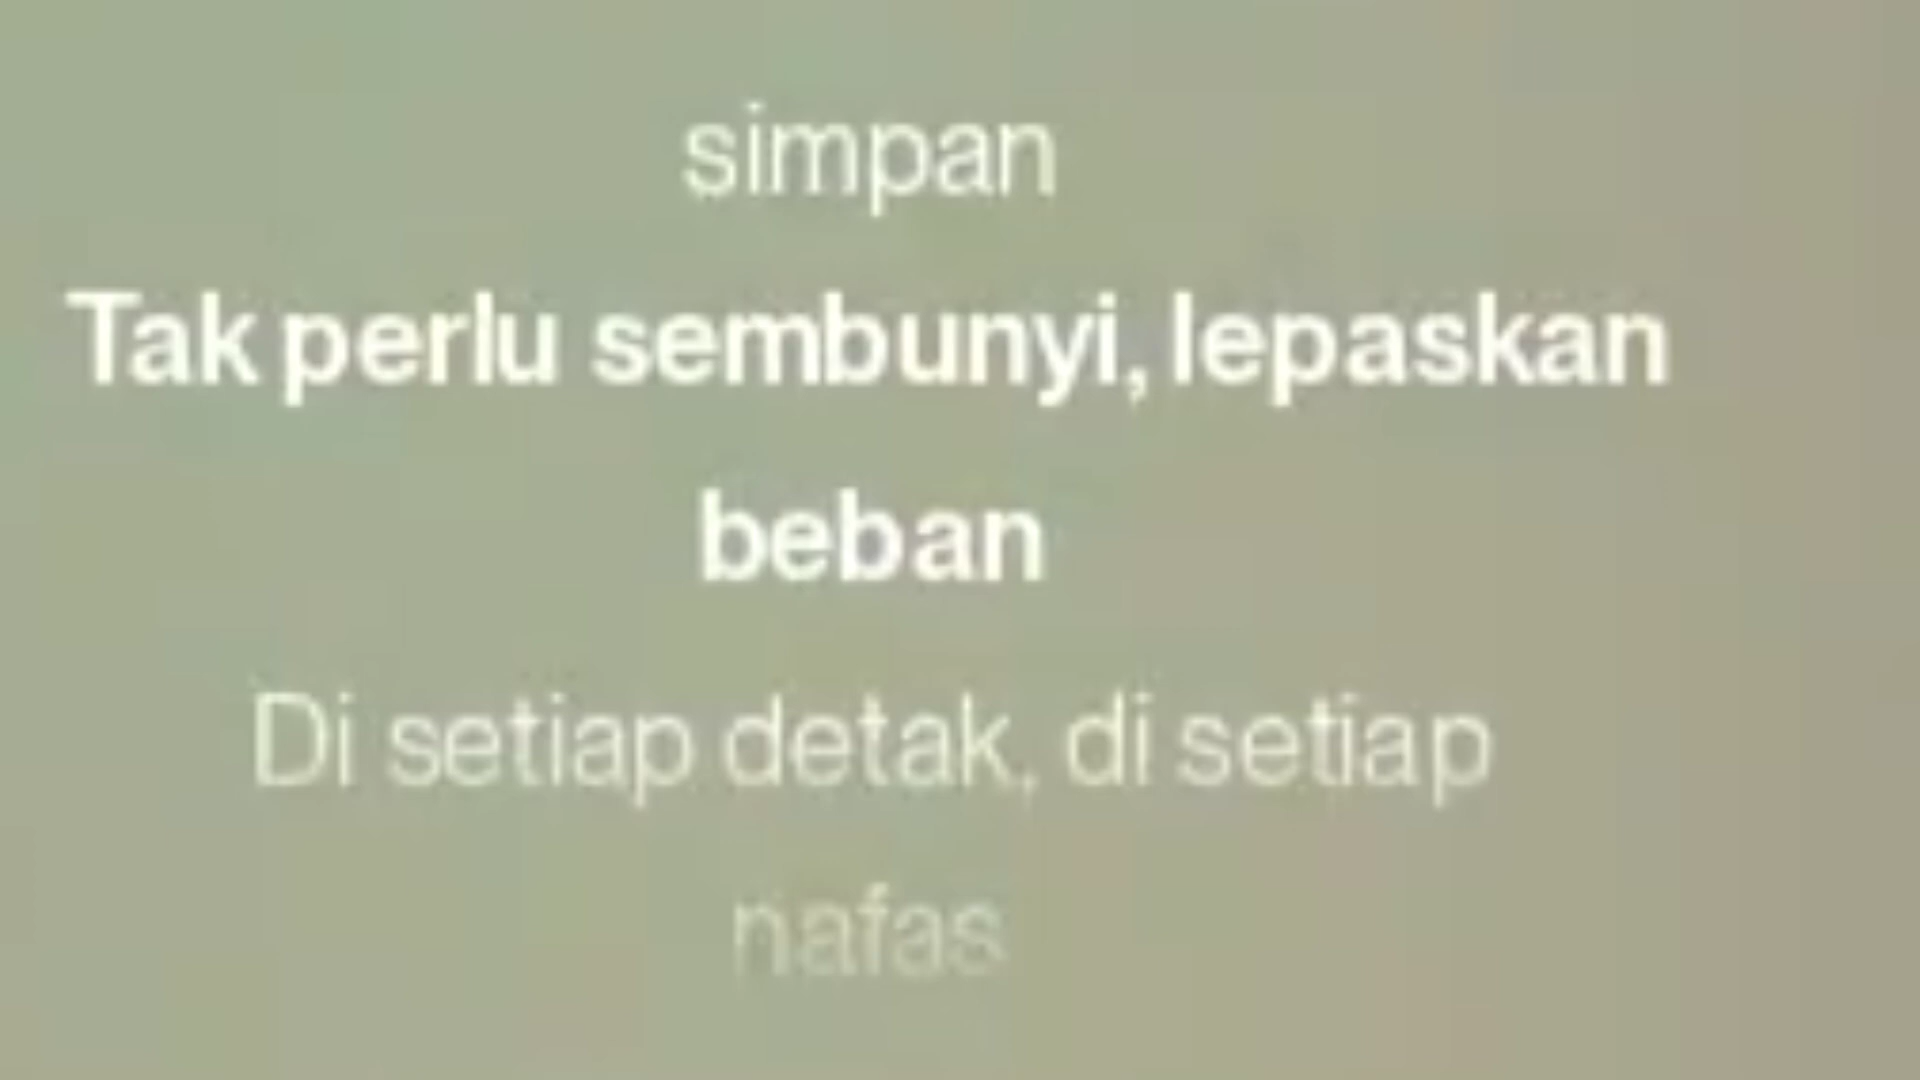 simpan
Tak perlu sembunyi, lepaskan
beban
Di setiap detak, di setiap
nafas